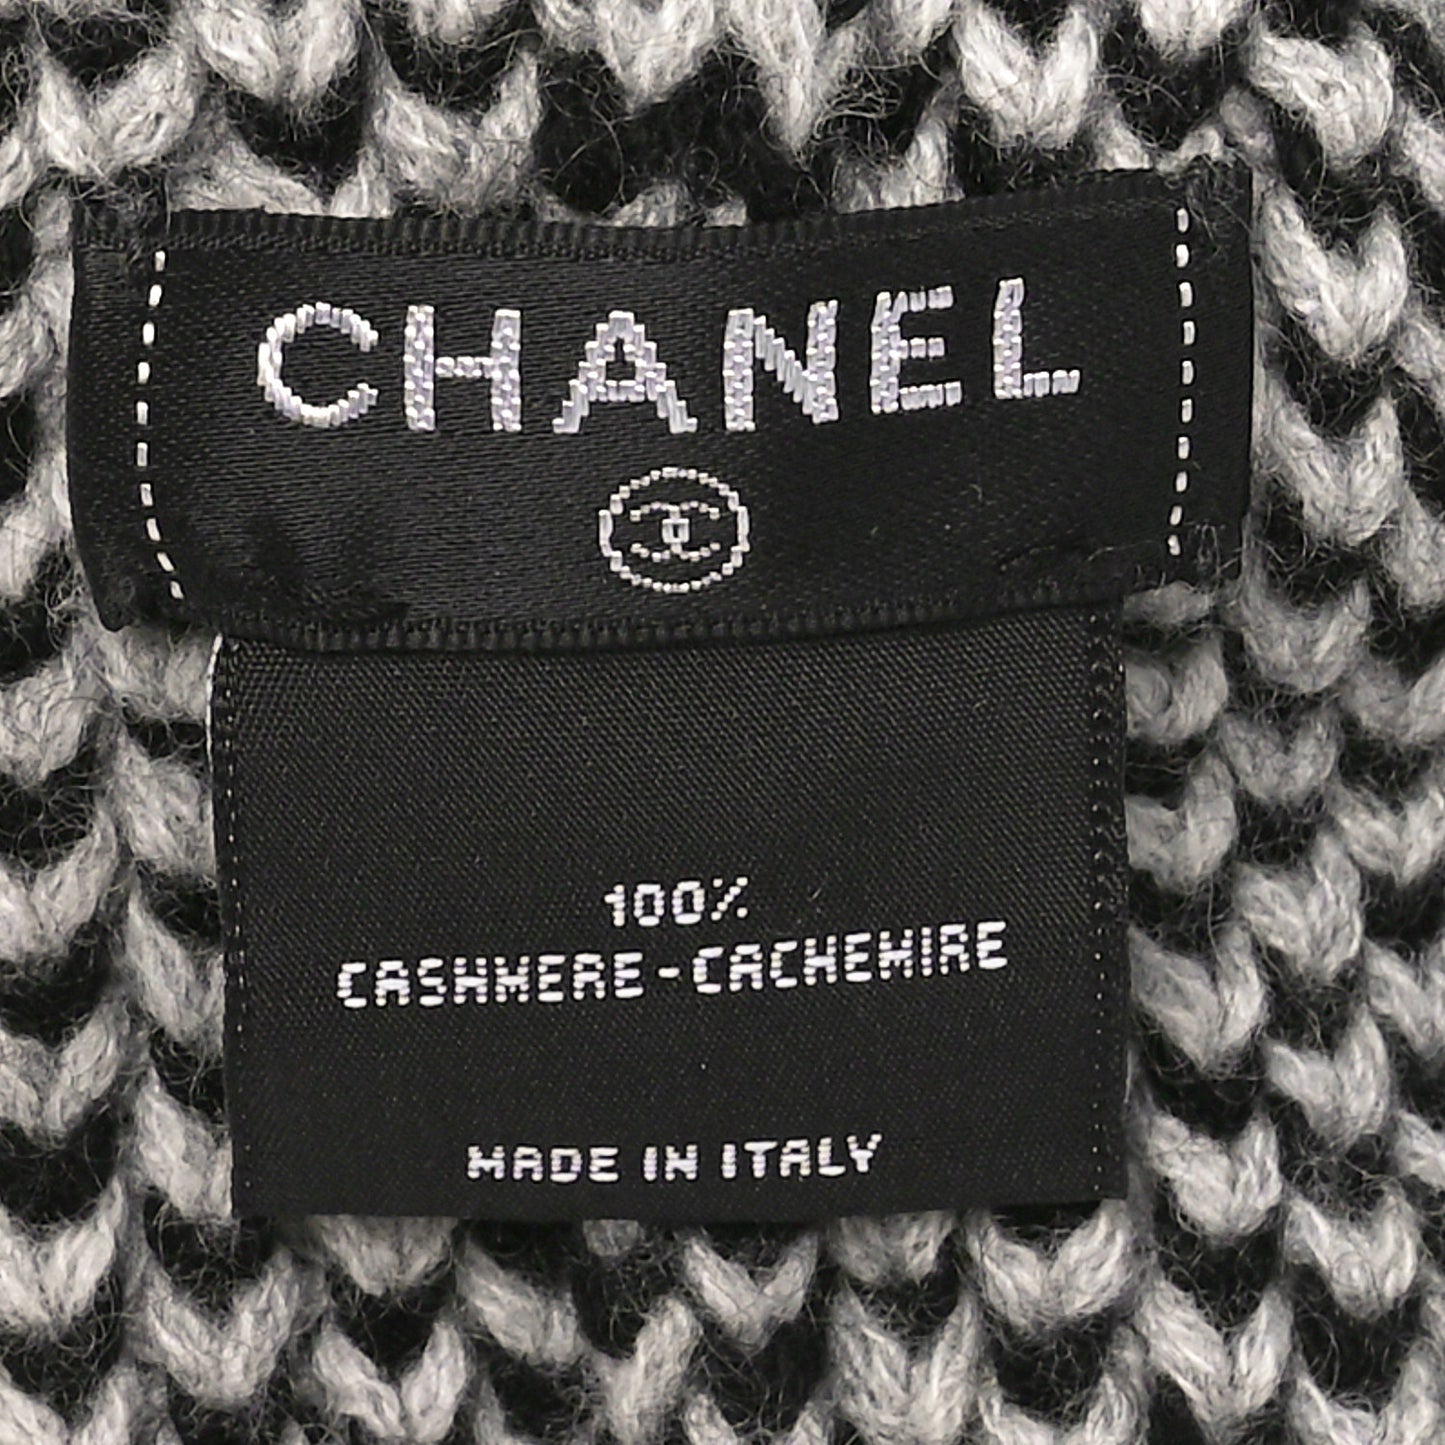 CHANEL
100%
CASHMERE-CACHEMIRE
MADE IN ITALY